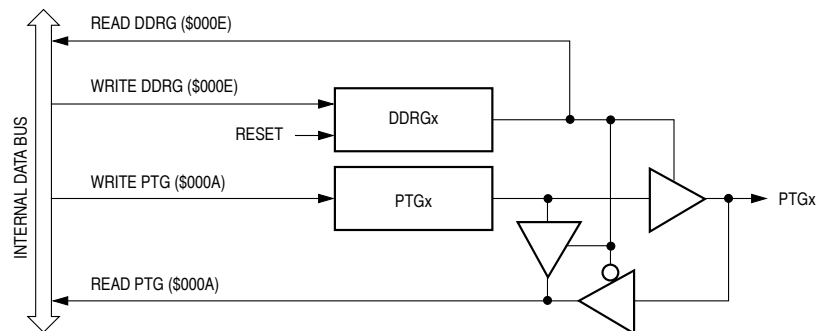 READ DDRG ($000E)
WRITE DDRG ($000E)
DDRGx
RESET
WRITE PTG ($000A)
PTGx
PTGx
READ PTG ($000A)
INTERNAL DATA BUS